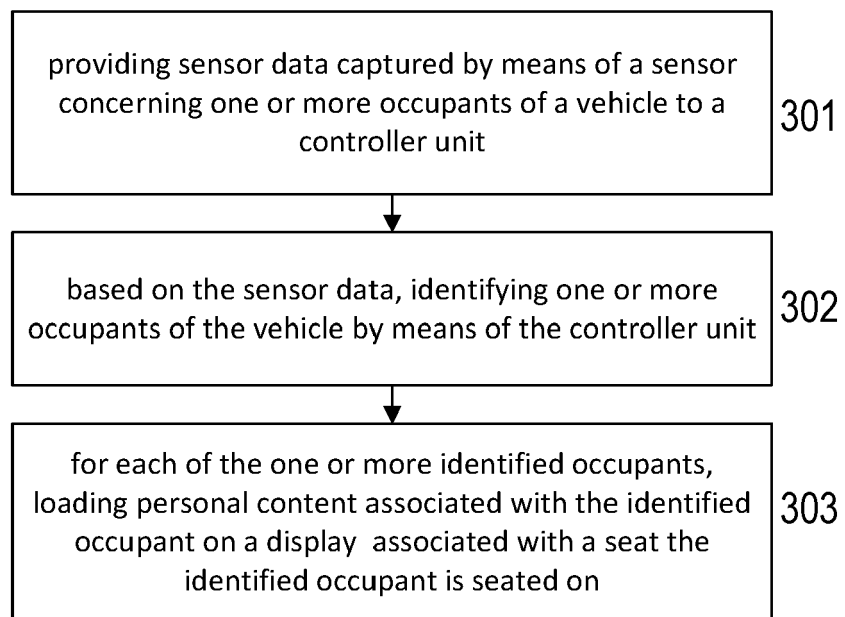 providing sensor data captured by means of a sensor
concerning one or more occupants of a vehicle to a
controller unit
301
based on the sensor data, identifying one or more
occupants of the vehicle by means of the controller unit
302
for each of the one or more identified occupants,
loading personal content associated with the identified
occupant on a display associated with a seat the
identified occupant is seated on
303